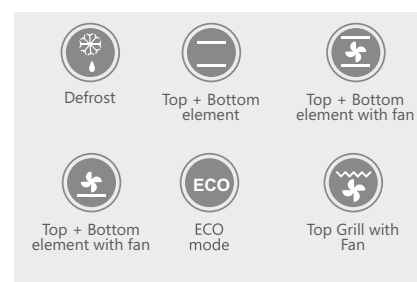 Defrost
Top + Bottom
element
Top + Bottom
element with fan
ECO
Top + Bottom
element with fan
ECO
mode
Top Grill with
Fan